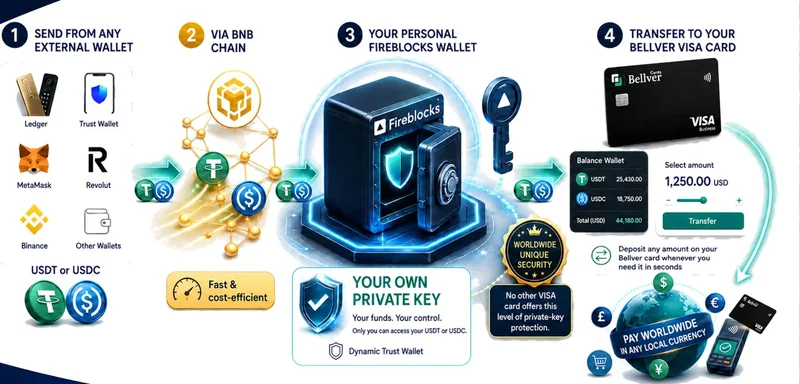 1
SEND FROM ANY
EXTERNAL WALLET
Ledger
Trust Wallet
MetaMask
Revolut
Binance
Other Wallets
USDT or USDC
2
VIA BNB
CHAIN
Fast &
cost-efficient
3
YOUR PERSONAL
FIREBLOCKS WALLET
Fireblocks
YOUR OWN
PRIVATE KEY
Your funds. Your control.
Only you can access your USDT or USDC.
Dynamic Trust Wallet
WORLDWIDE
UNIQUE
SECURITY
No other VISA
card offers this
level of private-key
protection.
4
TRANSFER TO YOUR
BELLVER VISA CARD
Cards
Bellver
VISA
Business
Balance Wallet
USDT 25,430.00
USDC 18,750.00
Total (USD) 44,180.00
Select amount
1,250.00 USD
- +
Transfer
Deposit any amount on your
Bellver card whenever you
need it in seconds
$
£
€
¥
PAY WORLDWIDE
IN ANY LOCAL CURRENCY
VISA